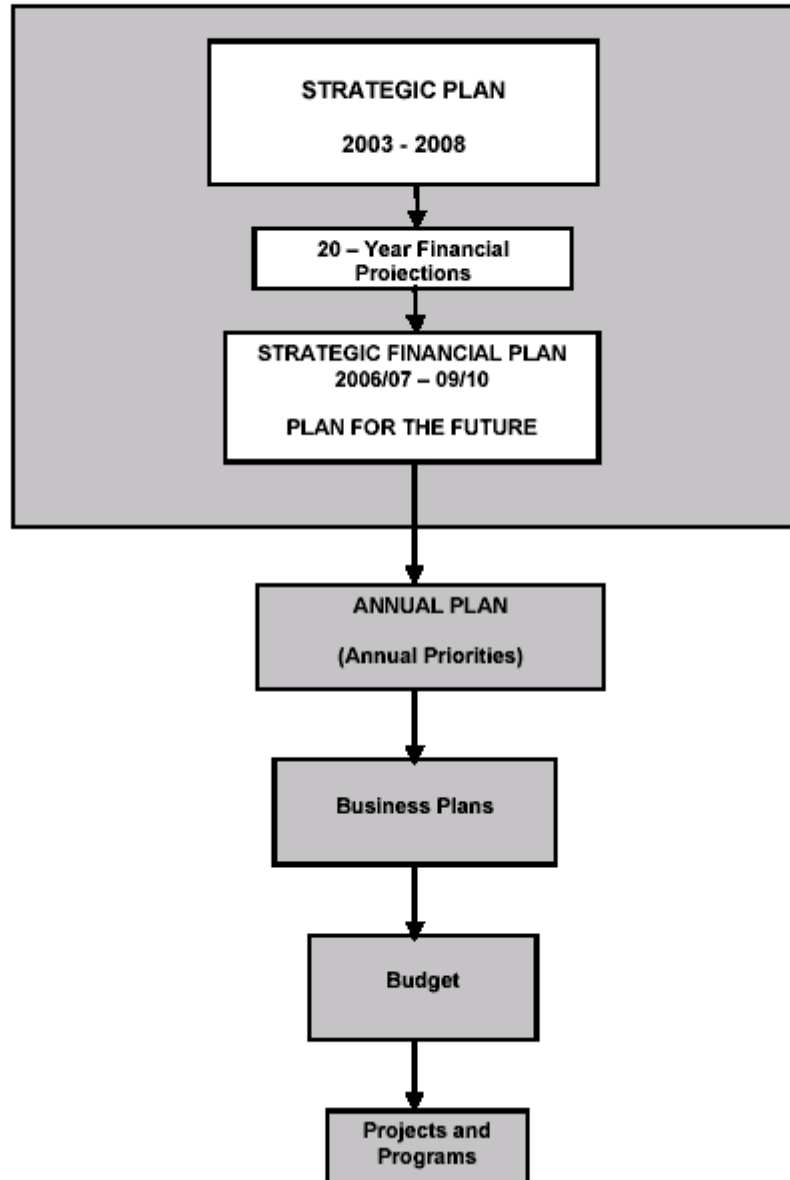 STRATEGIC PLAN
2003 - 2008
20 – Year Financial
Proiections
STRATEGIC FINANCIAL PLAN
2006/07 – 09/10
PLAN FOR THE FUTURE
ANNUAL PLAN
(Annual Priorities)
Business Plans
Budget
Projects and
Programs